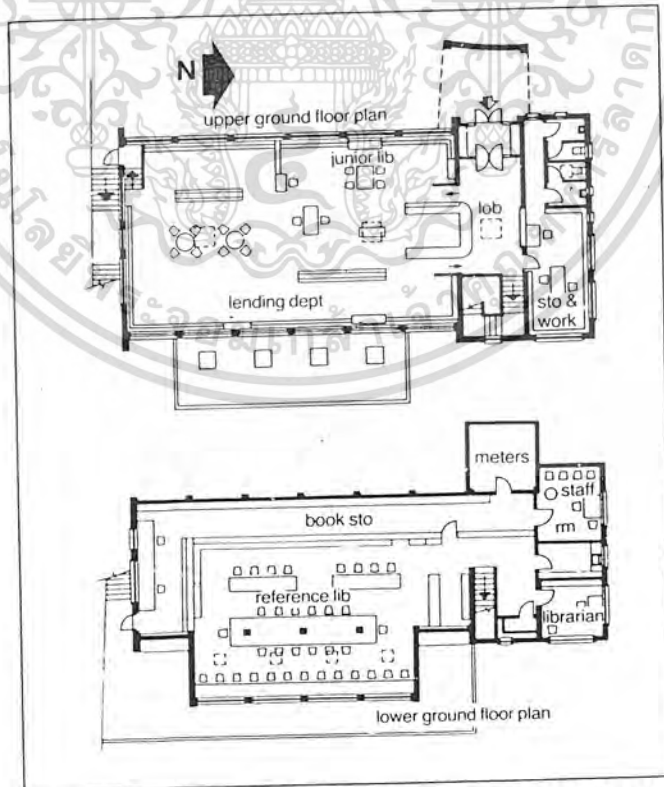 N
upper ground floor plan
junior lib
lob
lending dept
sto &
work
meters
staff
rm
book sto
reference lib
librarian
lower ground floor plan